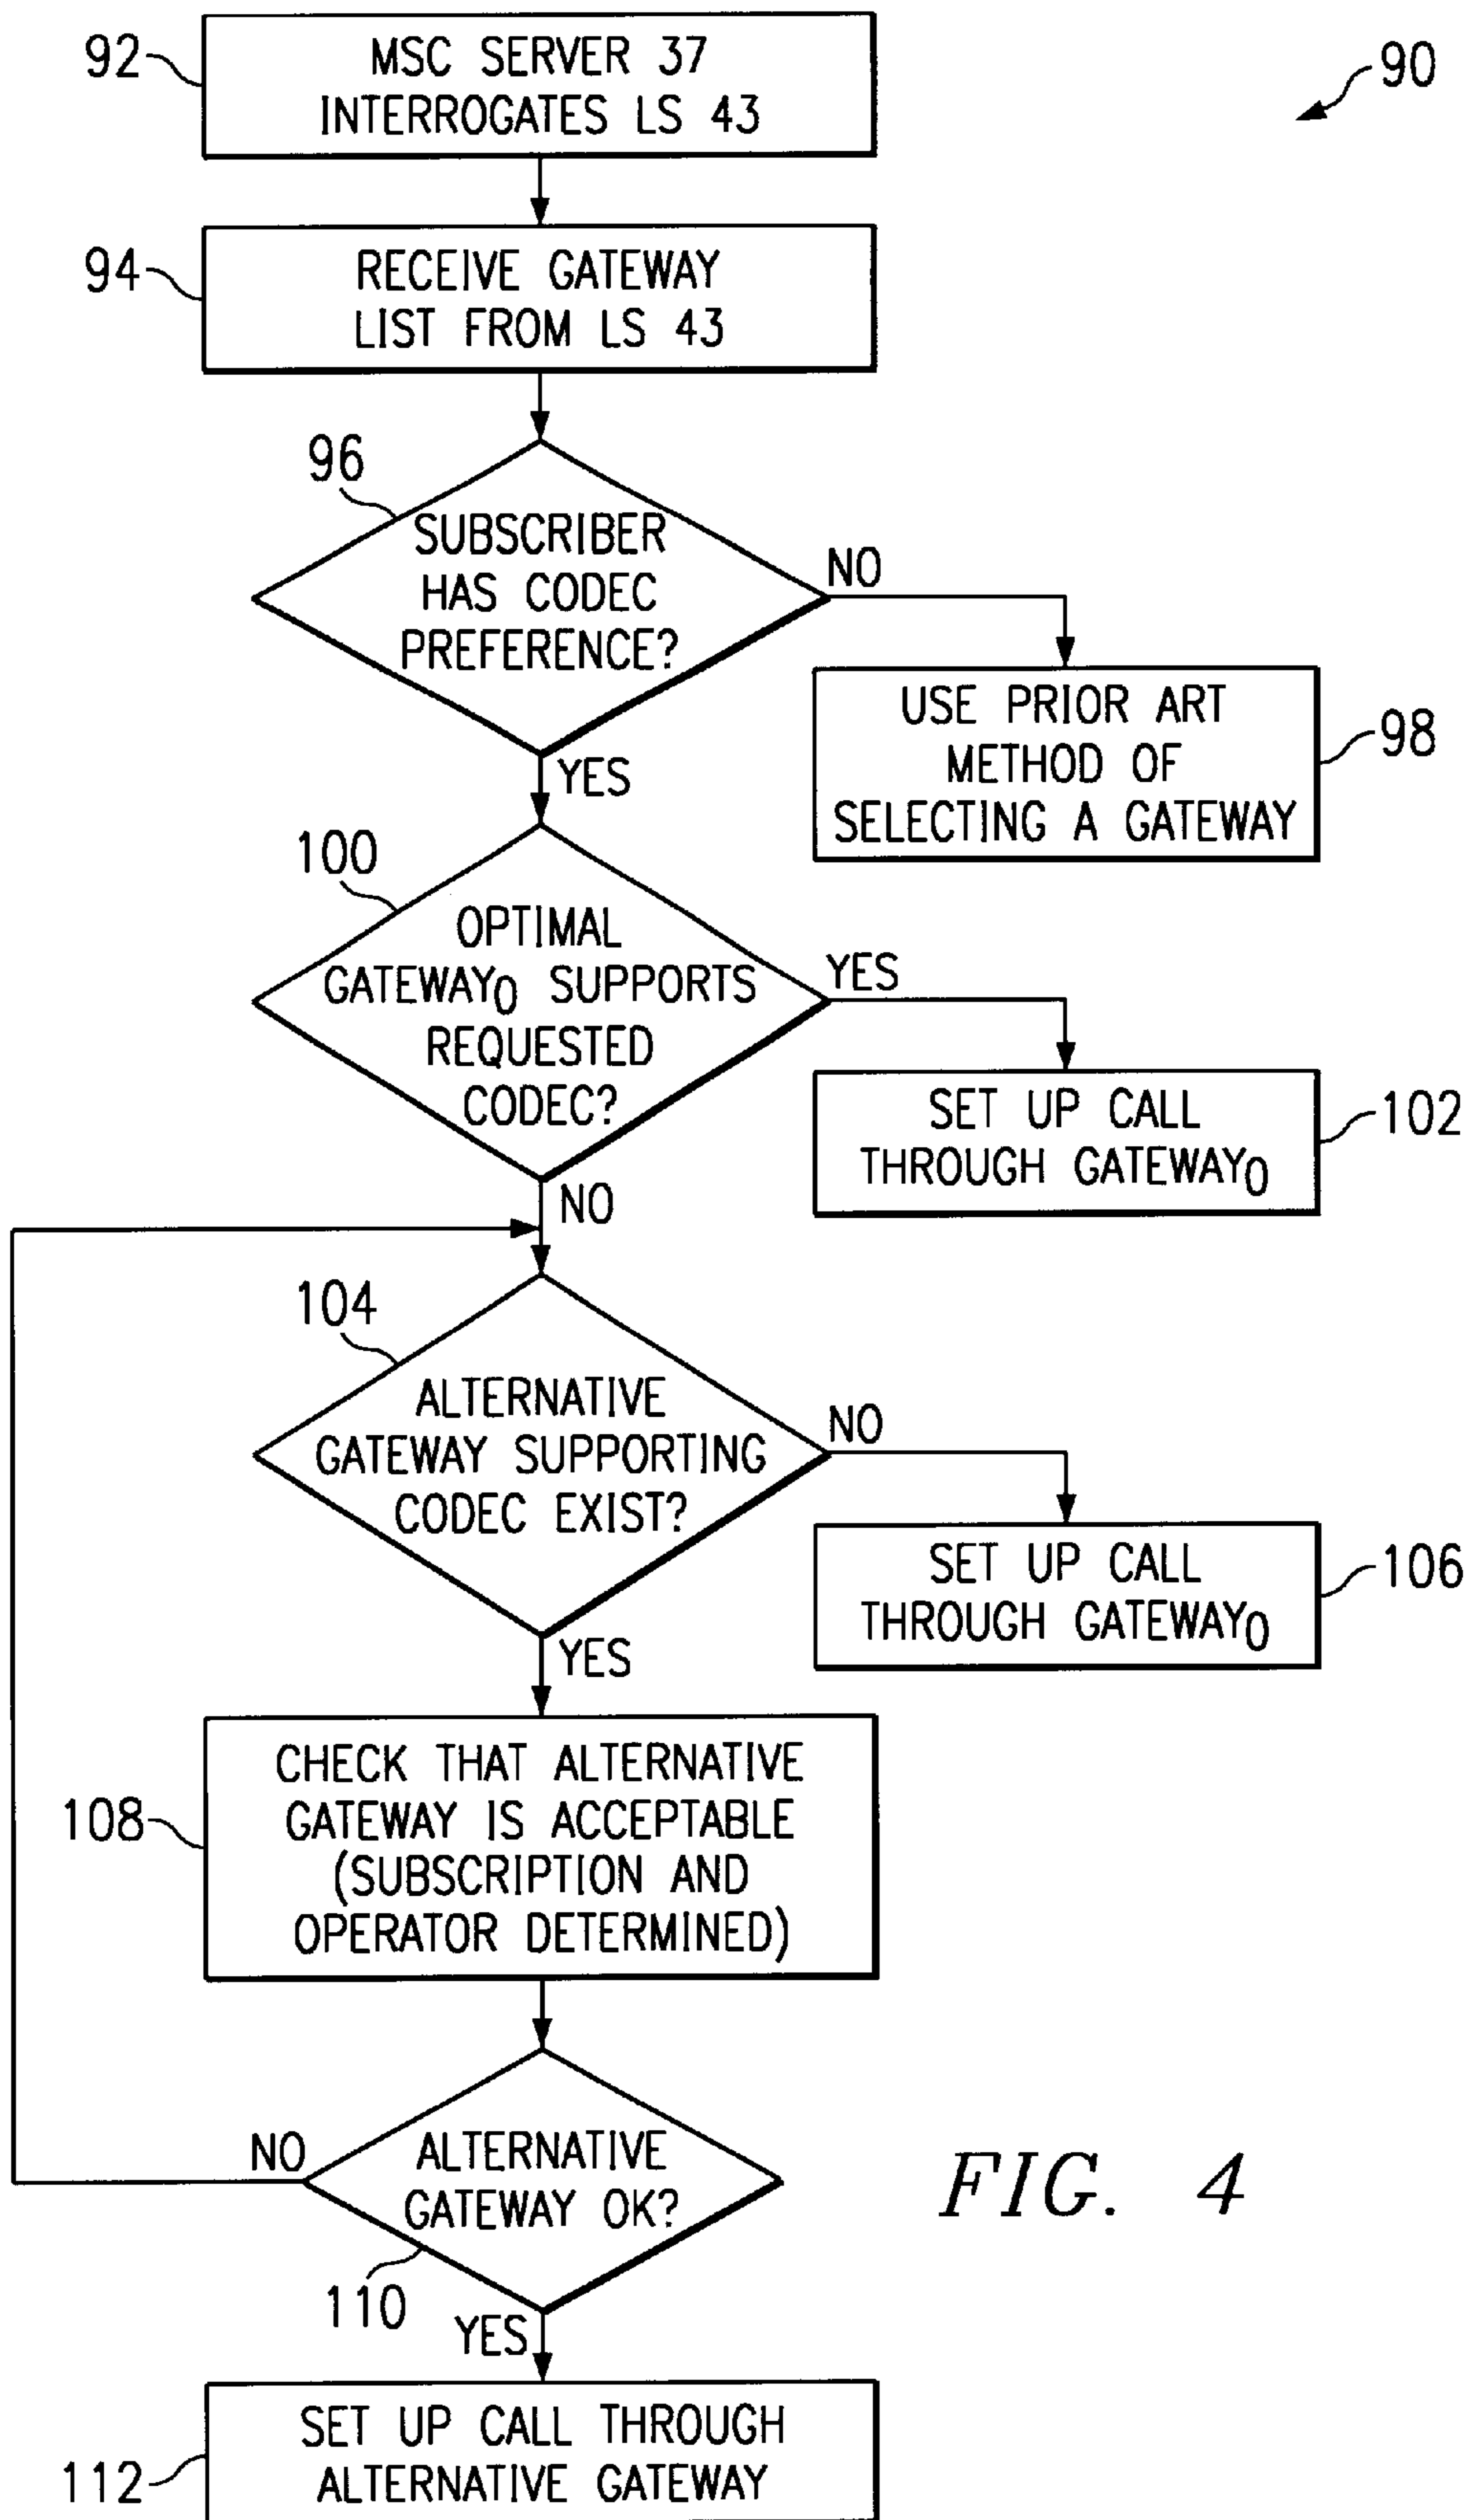 92
MSC SERVER 37
INTERROGATES LS 43
90
94
RECEIVE GATEWAY
LIST FROM LS 43
96
SUBSCRIBER
HAS CODEC
PREFERENCE?
NO
YES
USE PRIOR ART
METHOD OF
SELECTING A GATEWAY
98
100
OPTIMAL
GATEWAY0 SUPPORTS
REQUESTED
CODEC?
YES
NO
SET UP CALL
THROUGH GATEWAY0
102
104
ALTERNATIVE
GATEWAY SUPPORTING
CODEC EXIST?
NO
YES
SET UP CALL
THROUGH GATEWAY0
106
108
CHECK THAT ALTERNATIVE
GATEWAY IS ACCEPTABLE
(SUBSCRIPTION AND
OPERATOR DETERMINED)
NO
ALTERNATIVE
GATEWAY OK?
110
YES
FIG. 4
112
SET UP CALL THROUGH
ALTERNATIVE GATEWAY